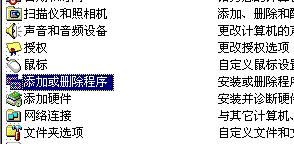 扫描仪和照相机 添加、删除和
声音和音频设备 更改计算机的声
授权 更改授权选项
鼠标 自定义鼠标设
添加或删除程序 安装或删除程
添加硬件 安装并诊断硬件
网络连接 与其它计算机、
文件夹选项 自定义文件和文